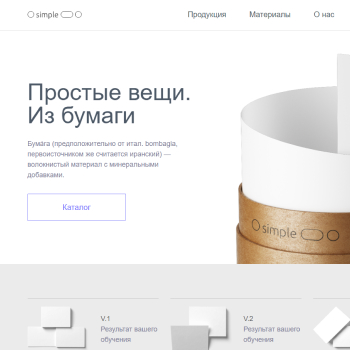 simple
Продукция Материалы О нас
Простые вещи.
Из бумаги
Бума́га (предположительно от итал. bombagia,
первоисточником же считается иранский) —
волокнистый материал с минеральными
добавками.
Каталог
simple
V.1
Результат вашего
обучения
V.2
Результат вашего
обучения